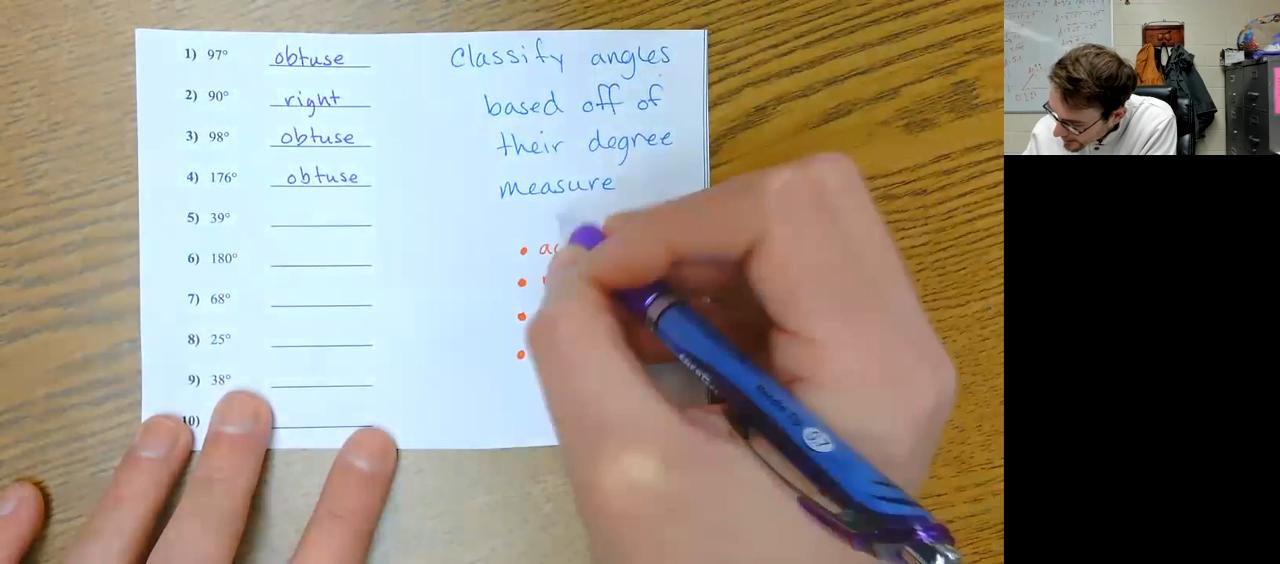 1) 97° obtuse
2) 90° right
3) 98° obtuse
4) 176° obtuse
5) 39°
6) 180°
7) 68°
8) 25°
9) 38°
10)
Classify angles
based off of
their degree
measure